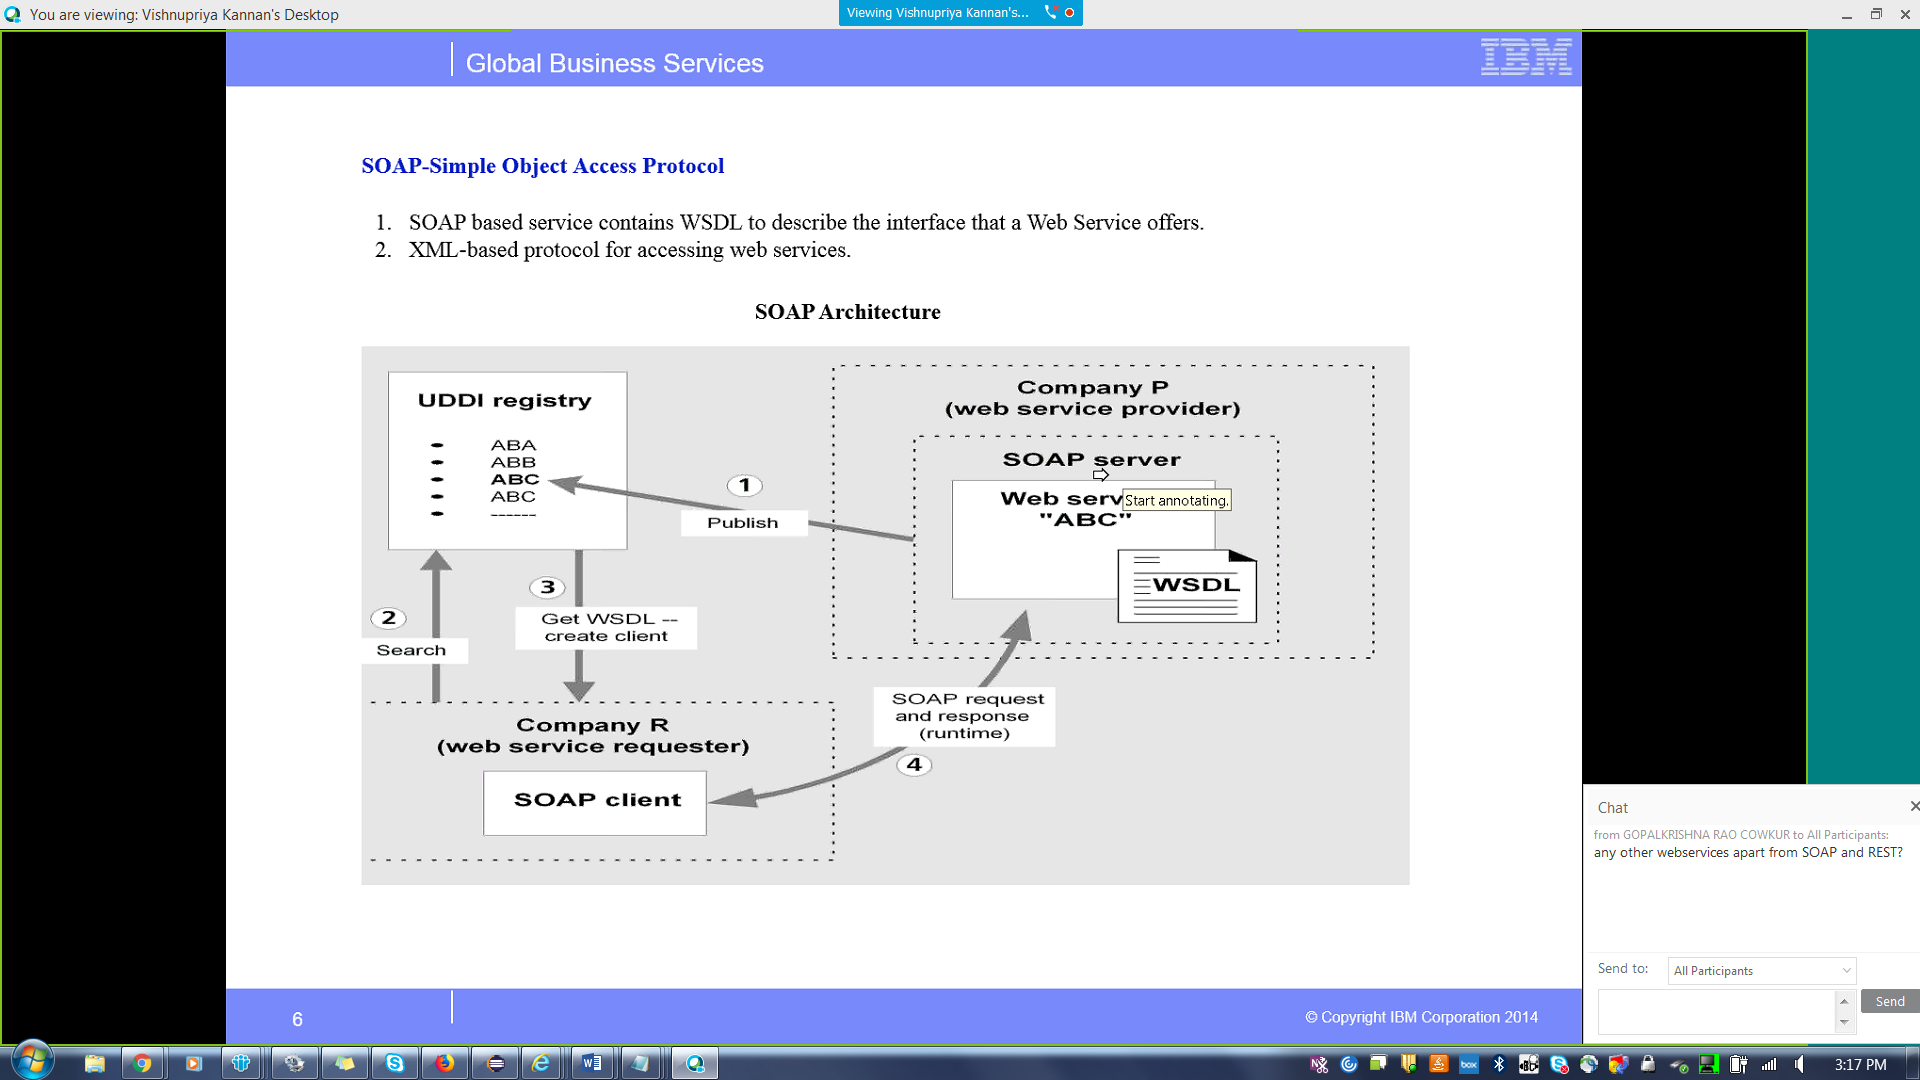 You are viewing: Vishnupriya Kannan's Desktop
Viewing Vishnupriya Kannan's...
Global Business Services
IBM
SOAP-Simple Object Access Protocol
1. SOAP based service contains WSDL to describe the interface that a Web Service offers.
2. XML-based protocol for accessing web services.
SOAP Architecture
UDDI registry
ABA
ABB
ABC
ABC
------
1
Publish
Company P
(web service provider)
SOAP server
Web serv
"ABC"
Start annotating.
WSDL
2
Search
3
Get WSDL --
create client
SOAP request
and response
(runtime)
4
Company R
(web service requester)
SOAP client
Chat
from GOPALKRISHNA RAO COWKUR to All Participants:
any other webservices apart from SOAP and REST?
Send to:
All Participants
Send
6
© Copyright IBM Corporation 2014
box
3:17 PM